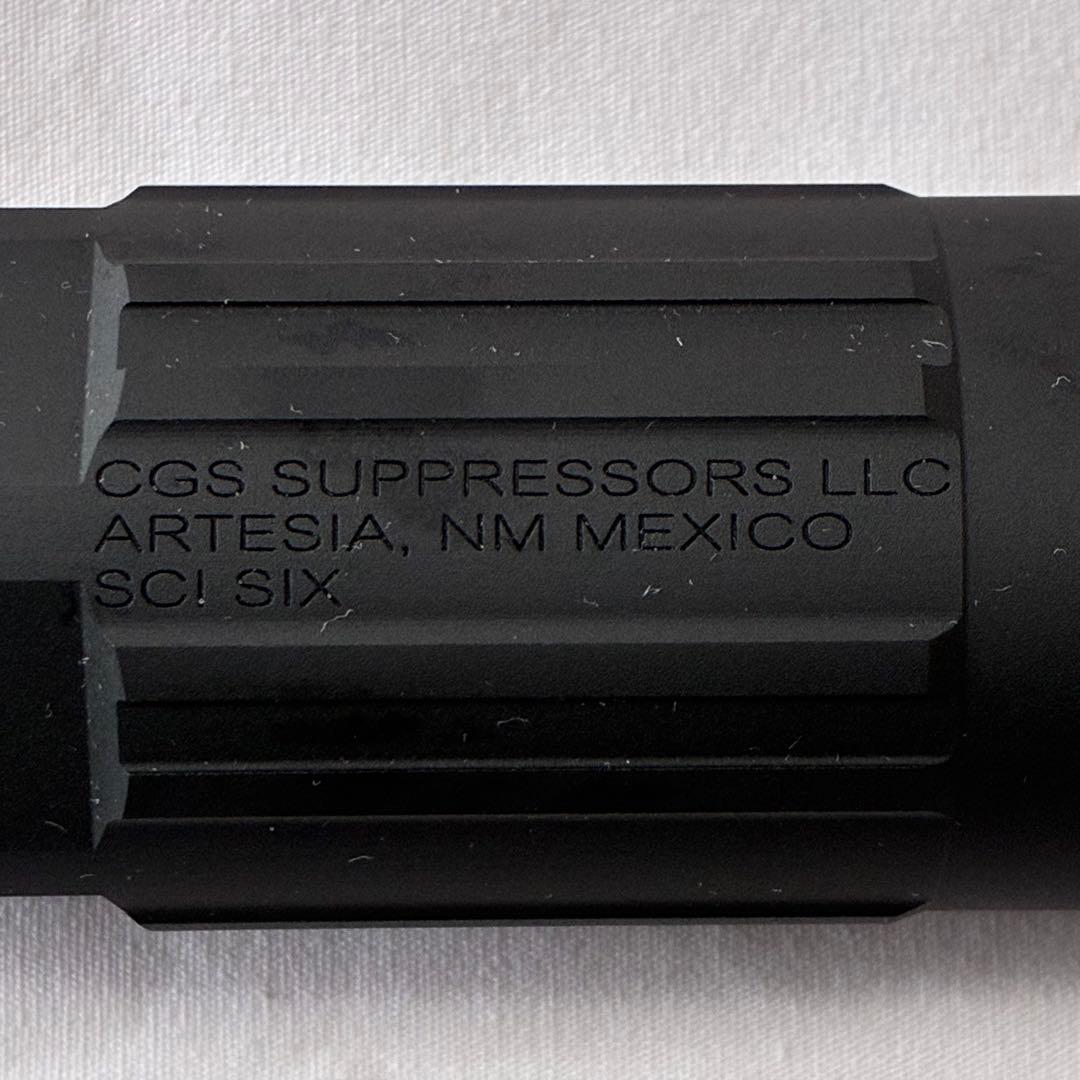 CGS SUPPRESSORS LLC
ARTESIA, NM MEXICO
SCI SIX